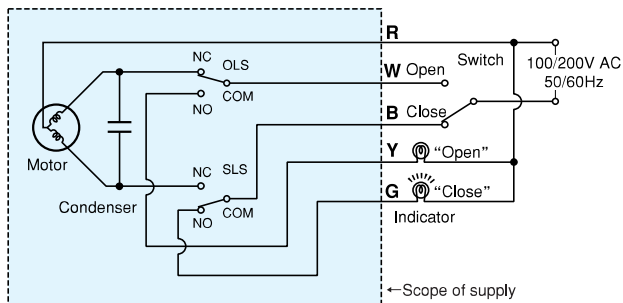 R
NC
OLS
Switch
W Open
100/200V AC
50/60Hz
COM
NO
B Close
Motor
Y
"Open"
NC
SLS
G
"Close"
Condenser
COM
NO
Indicator
←Scope of supply